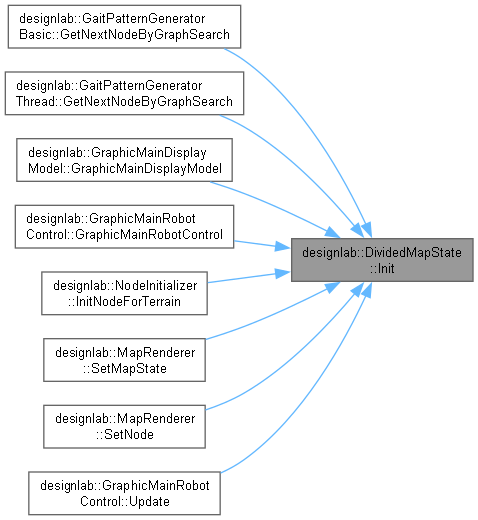 designlab::GaitPatternGenerator
Basic::GetNextNodeByGraphSearch
designlab::GaitPatternGenerator
Thread::GetNextNodeByGraphSearch
designlab::GraphicMainDisplay
Model::GraphicMainDisplayModel
designlab::GraphicMainRobot
Control::GraphicMainRobotControl
designlab::DividedMapState
::Init
designlab::NodeInitializer
::InitNodeForTerrain
designlab::MapRenderer
::SetMapState
designlab::MapRenderer
::SetNode
designlab::GraphicMainRobot
Control::Update